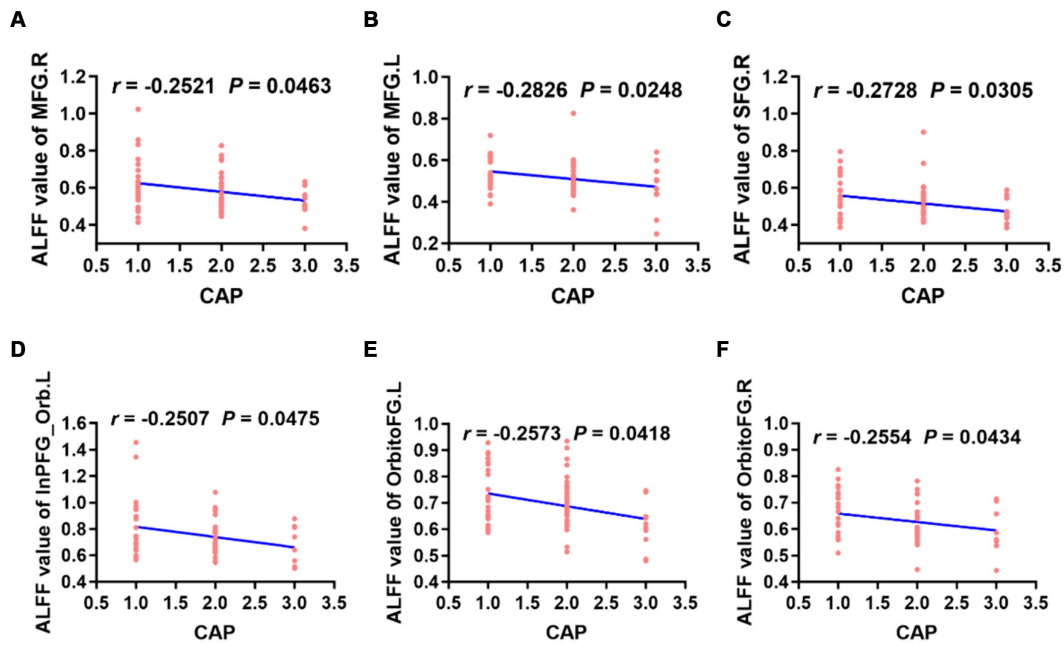 A
ALFF value of MFG.R
r = -0.2521 P = 0.0463
1.2
1.0
0.8
0.6
0.4
0.5 1.0 1.5 2.0 2.5 3.0 3.5
CAP
B
ALFF value of MFG.L
r = -0.2826 P = 0.0248
1.0
0.8
0.6
0.4
0.2
0.5 1.0 1.5 2.0 2.5 3.0 3.5
CAP
C
ALFF value of SFG.R
r = -0.2728 P = 0.0305
1.2
1.0
0.8
0.6
0.4
0.5 1.0 1.5 2.0 2.5 3.0 3.5
CAP
D
ALFF value of InPFG_Orb.L
r = -0.2507 P = 0.0475
1.6
1.4
1.2
1.0
0.8
0.6
0.4
0.5 1.0 1.5 2.0 2.5 3.0 3.5
CAP
E
ALFF value 0f OrbitoFG.L
r = -0.2573 P = 0.0418
1.0
0.9
0.8
0.7
0.6
0.5
0.4
0.5 1.0 1.5 2.0 2.5 3.0 3.5
CAP
F
ALFF value of OrbitoFG.R
r = -0.2554 P = 0.0434
1.0
0.9
0.8
0.7
0.6
0.5
0.4
0.5 1.0 1.5 2.0 2.5 3.0 3.5
CAP